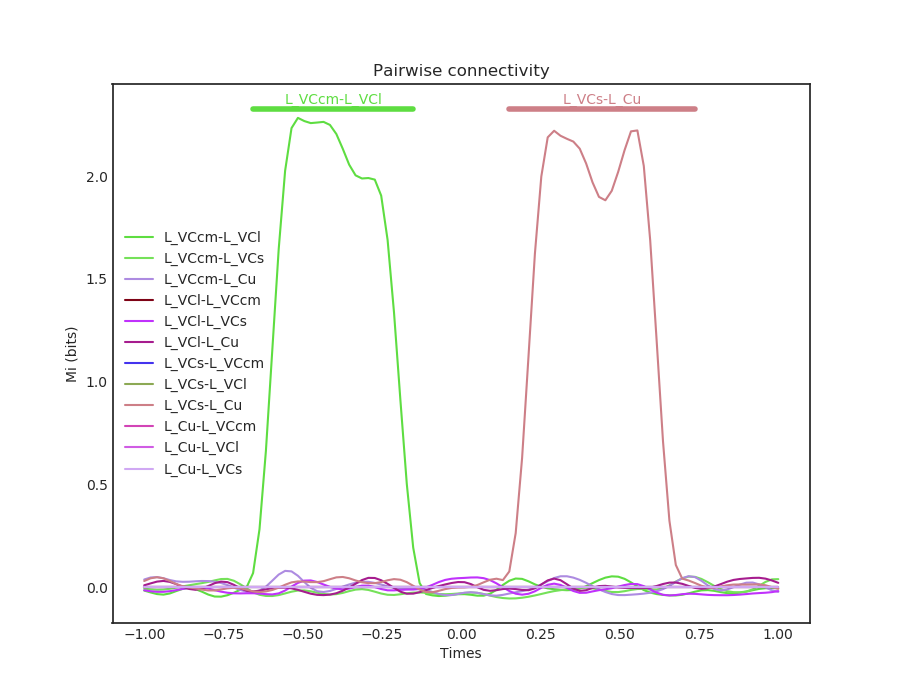 Pairwise connectivity
L_VCcm-L_VCl
L_VCs-L_Cu
2.0
1.5
1.0
0.5
0.0
Mi (bits)
L_VCcm-L_VCl
L_VCcm-L_VCs
L_VCcm-L_Cu
L_VCl-L_VCcm
L_VCl-L_VCs
L_VCl-L_Cu
L_VCs-L_VCcm
L_VCs-L_VCl
L_VCs-L_Cu
L_Cu-L_VCcm
L_Cu-L_VCl
L_Cu-L_VCs
−1.00 −0.75 −0.50 −0.25 0.00 0.25 0.50 0.75 1.00
Times